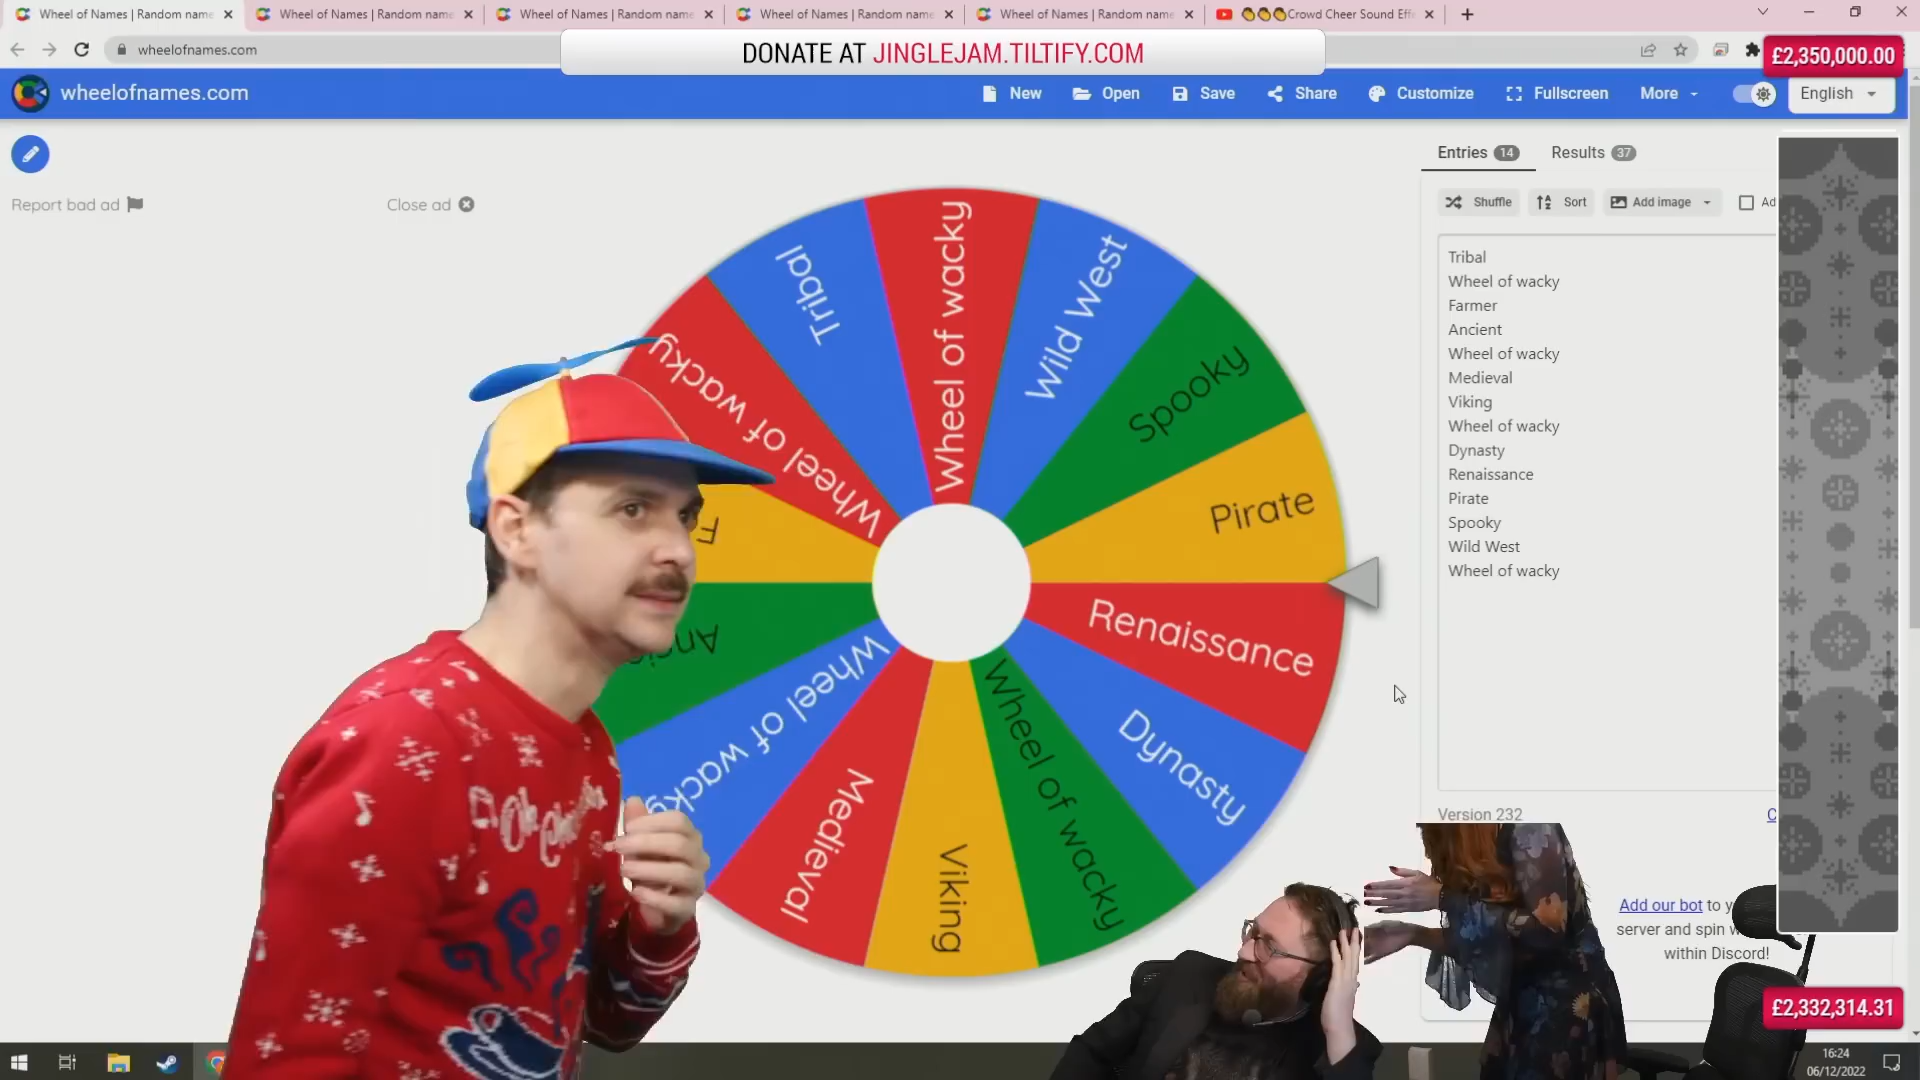 Wheel of Names | Random name
Wheel of Names | Random name
Wheel of Names | Random name
Wheel of Names | Random name
Wheel of Names | Random name
Crowd Cheer Sound Eff
wheelofnames.com
DONATE AT JINGLEJAM.TILTIFY.COM
£2,350,000.00
wheelofnames.com
New
Open
Save
Share
Customize
Fullscreen
More
English
Report bad ad
Close ad
Entries 14
Results 37
Shuffle
Sort
Add image
Ad
Tribal
Wheel of wacky
Farmer
Ancient
Wheel of wacky
Medieval
Viking
Wheel of wacky
Dynasty
Renaissance
Pirate
Spooky
Wild West
Wheel of wacky
Wheel of wacky
Wild West
Spooky
Pirate
Renaissance
Dynasty
Wheel of wacky
Viking
Medieval
Wheel of wacky
Anci
F
Wheel of wacky
Tribal
Version 232
C
Add our bot to y
server and spin w
within Discord!
£2,332,314.31
16:24
06/12/2022